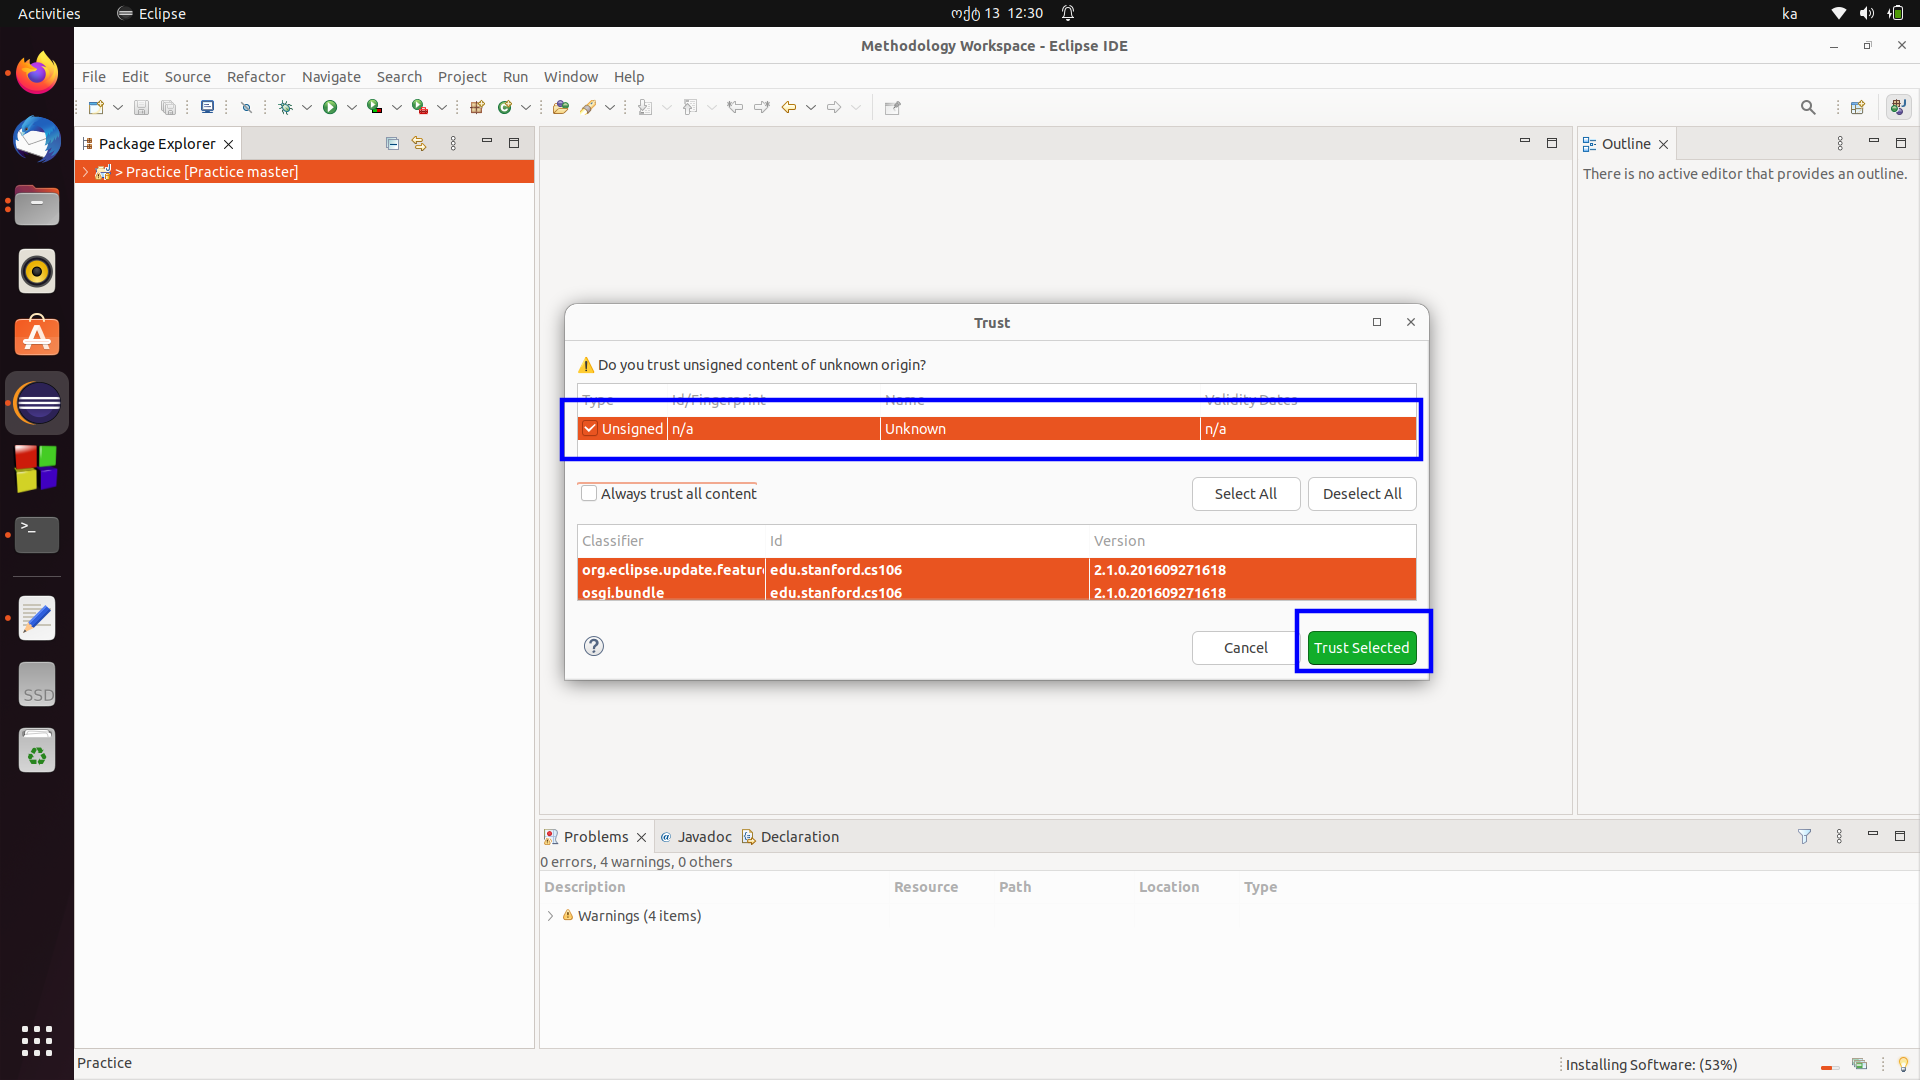 Activities Eclipse ოქტ 13 12:30 ka
Methodology Workspace - Eclipse IDE
File Edit Source Refactor Navigate Search Project Run Window Help
Package Explorer
Outline
> Practice [Practice master]
There is no active editor that provides an outline.
Trust
Do you trust unsigned content of unknown origin?
Type Id/Fingerprint Name Validity Dates
Unsigned n/a Unknown n/a
Always trust all content Select All Deselect All
Classifier Id Version
org.eclipse.update.feature edu.stanford.cs106 2.1.0.201609271618
osgi.bundle edu.stanford.cs106 2.1.0.201609271618
Cancel Trust Selected
SSD
Problems Javadoc Declaration
0 errors, 4 warnings, 0 others
Description Resource Path Location Type
Warnings (4 items)
Practice Installing Software: (53%)